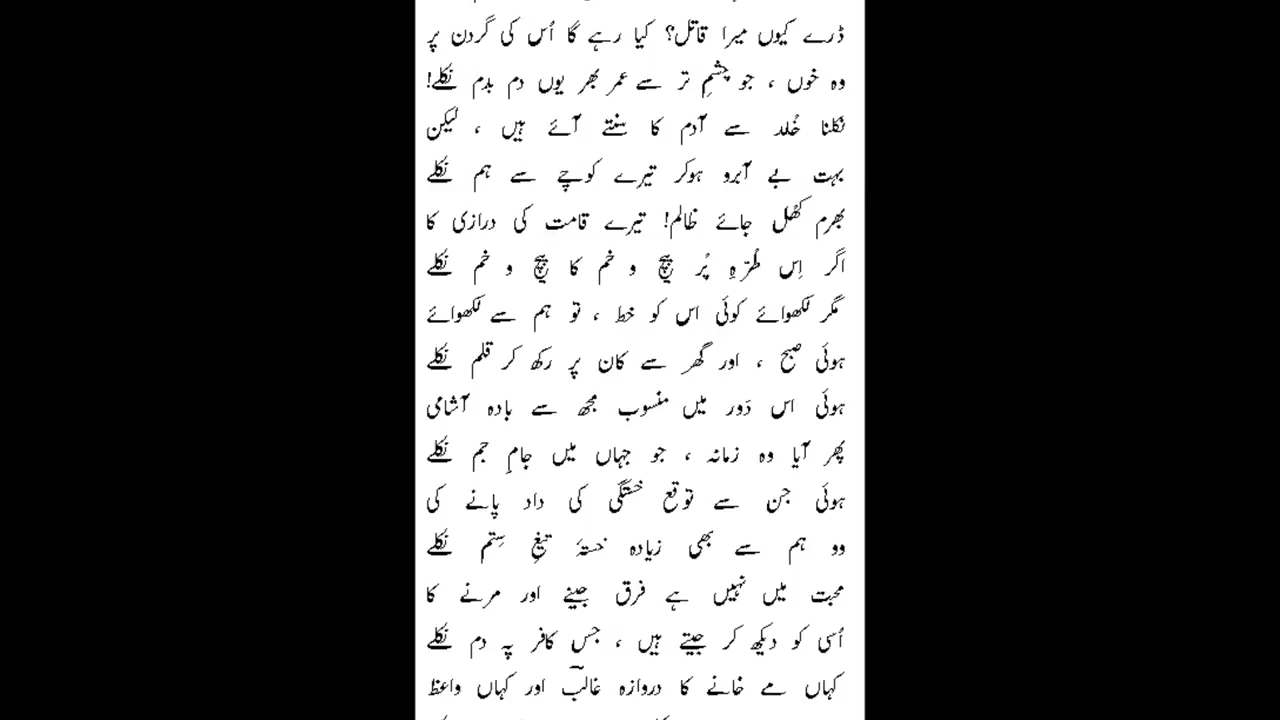 ڈرے کیوں میرا قاتل؟ کیا رہے گا اُس کی گردن پر
وہ خوں ، جو چشمِ تر سے عمر بھر یوں دم بدم نکلے!
نکلنا خُلد سے آدم کا سنتے آئے ہیں ، لیکن
بہت بے آبرو ہوکر تیرے کوچے سے ہم نکلے
بھرم کھُل جائے ظالم! تیرے قامت کی درازی کا
اگر اِس طُرّہِ پُر پیچ و خم کا پیچ و خم نکلے
مگر لکھوائے کوئی اس کو خط ، تو ہم سے لکھوائے
ہوئی صبح ، اور گھر سے کان پر رکھ کر قلم نکلے
ہوئی اس دَور میں منسوب مجھ سے بادہ آشامی
پھر آیا وہ زمانہ ، جو جہاں میں جامِ جم نکلے
ہوئی جن سے توقع خستگی کی داد پانے کی
وو ہم سے بھی زیادہ خستۂ تیغِ سِتم نکلے
محبت میں نہیں ہے فرق جینے اور مرنے کا
اُسی کو دیکھ کر جیتے ہیں ، جس کافر پہ دم نکلے
کہاں مے خانے کا دروازہ غالبؔ اور کہاں واعظ